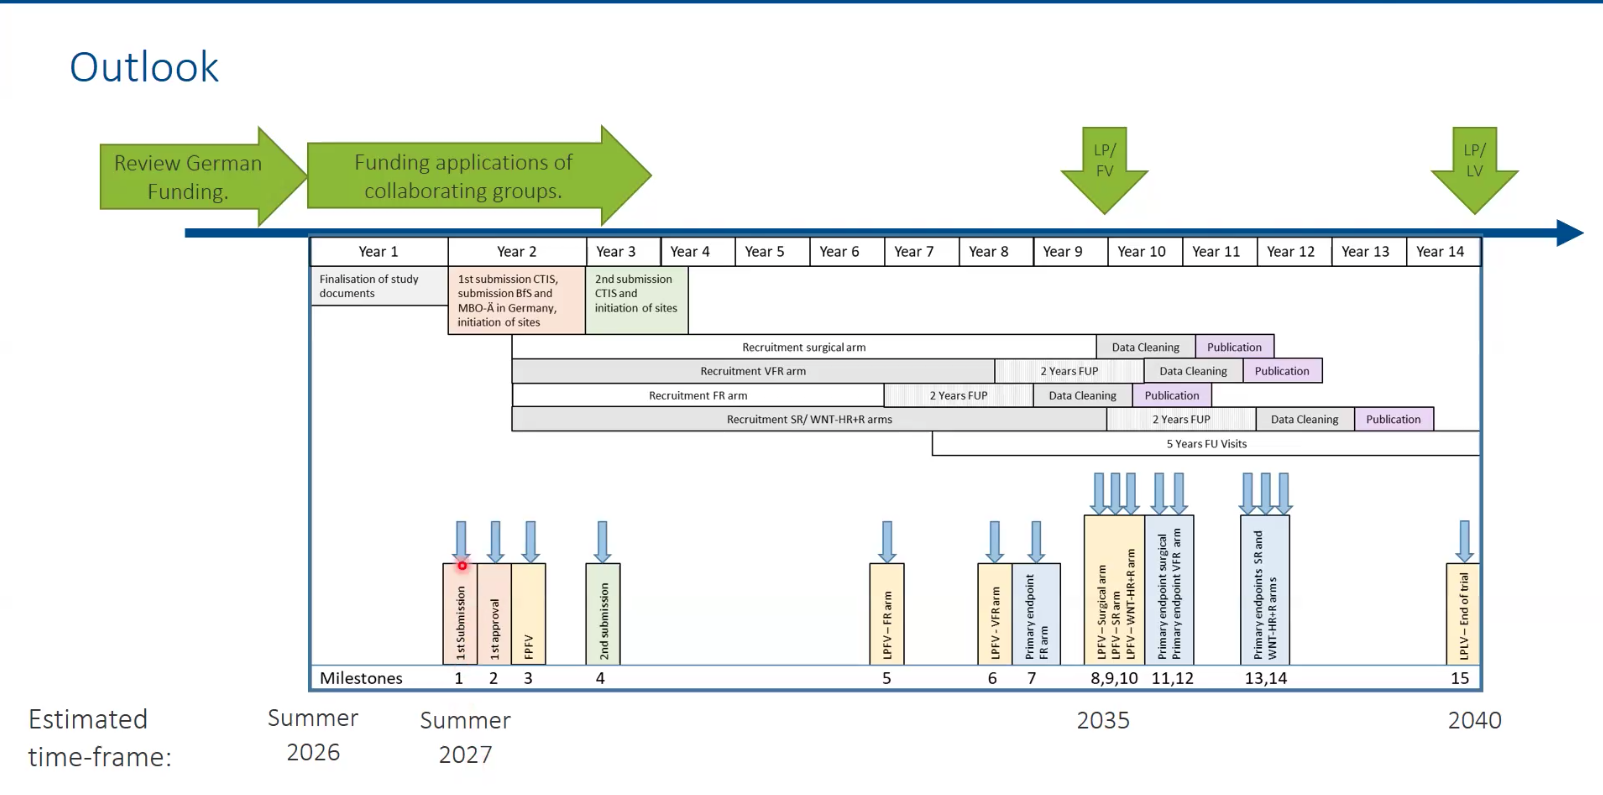 Outlook
Review German
Funding.
Funding applications of
collaborating groups.
LP/
FV
LP/
LV
Year 1
Year 2
Year 3
Year 4
Year 5
Year 6
Year 7
Year 8
Year 9
Year 10
Year 11
Year 12
Year 13
Year 14
Finalisation of study
documents
1st submission CTIS,
submission BfS and
MBO-Ä in Germany,
initiation of sites
2nd submission
CTIS and
initiation of sites
Recruitment surgical arm
Data Cleaning
Publication
Recruitment VFR arm
2 Years FUP
Data Cleaning
Publication
Recruitment FR arm
2 Years FUP
Data Cleaning
Publication
Recruitment SR/ WNT-HR+R arms
2 Years FUP
Data Cleaning
Publication
5 Years FU Visits
1st Submission
1st approval
FPFV
2nd submission
LPFV – FR arm
LPFV - VFR arm
Primary endpoint
FR arm
LPFV – Surgical arm
LPFV – SR arm
LPFV – WNT-HR+R arm
Primary endpoint surgical
Primary endpoint VFR arm
Primary endpoints SR and
WNT-HR+R arms
LPLV – End of trial
Milestones
1
2
3
4
5
6
7
8,9,10
11,12
13,14
15
Estimated
time-frame:
Summer
2026
Summer
2027
2035
2040